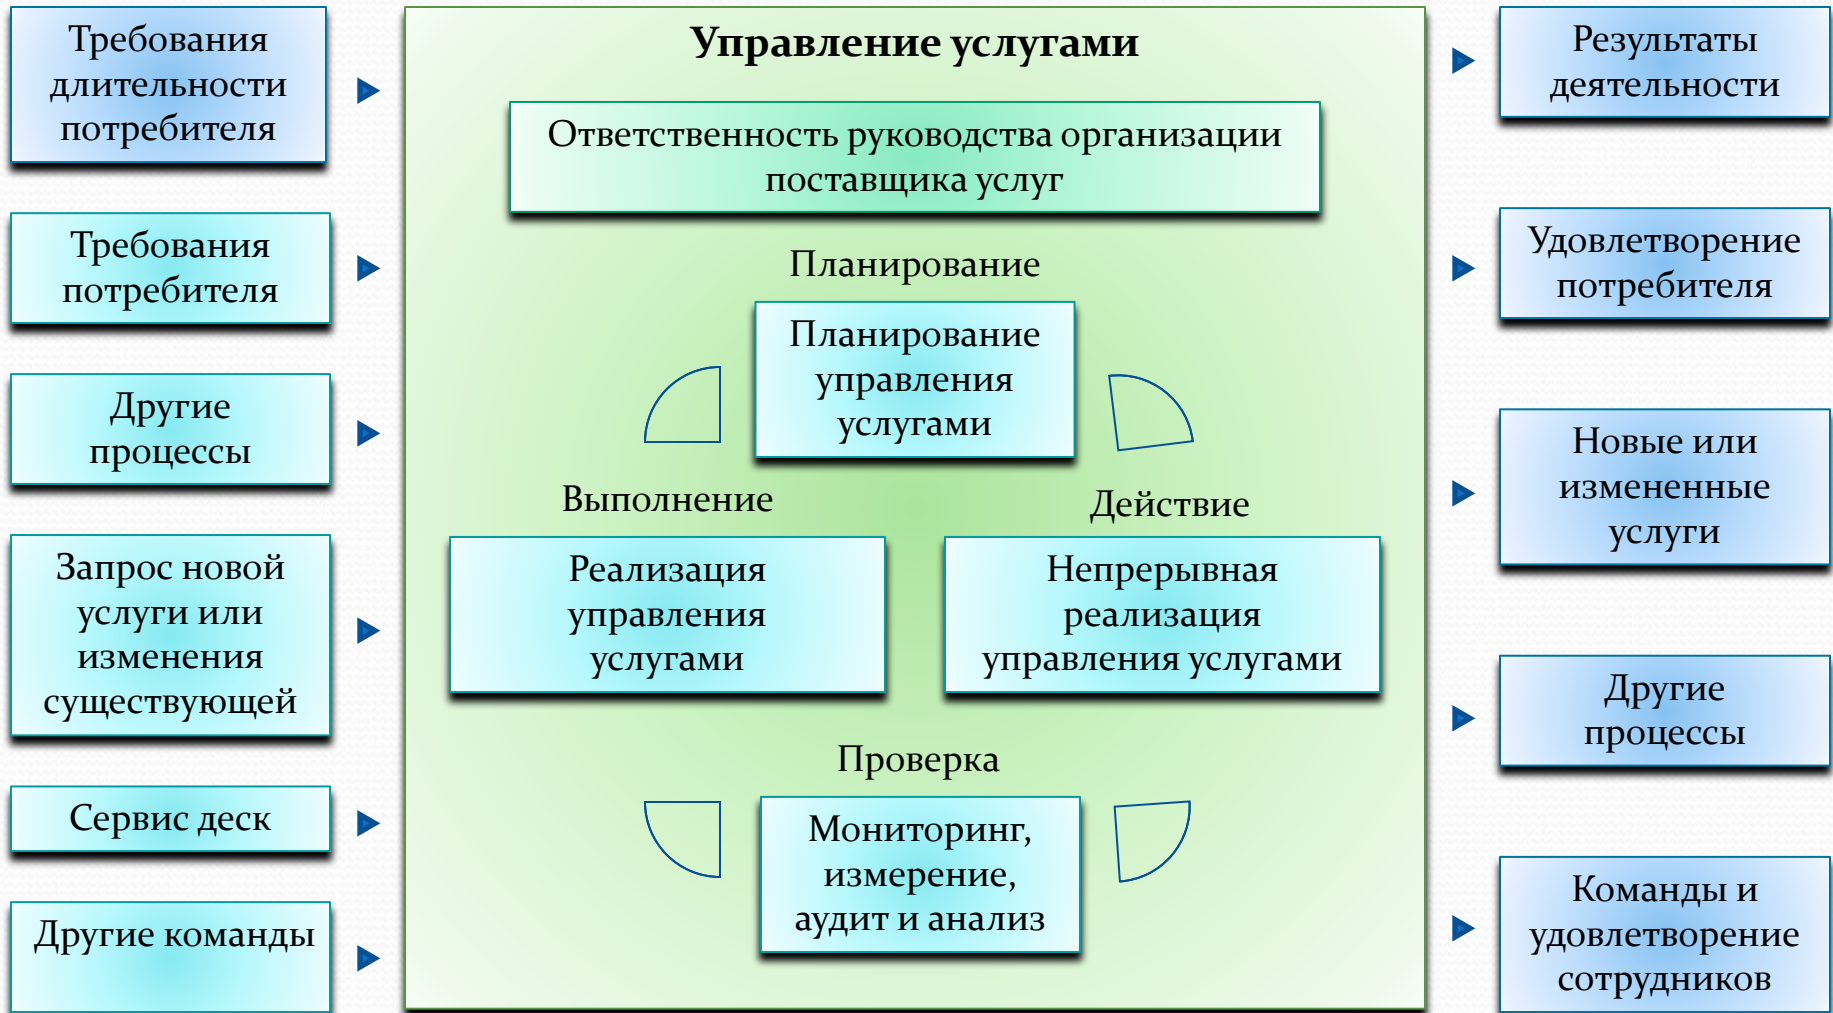 Требования
длительности
потребителя
Требования
потребителя
Другие
процессы
Запрос новой
услуги или
изменения
существующей
Сервис деск
Другие команды
Управление услугами
Ответственность руководства организации
поставщика услуг
Планирование
Планирование
управления
услугами
Выполнение
Реализация
управления
услугами
Действие
Непрерывная
реализация
управления услугами
Проверка
Мониторинг,
измерение,
аудит и анализ
Результаты
деятельности
Удовлетворение
потребителя
Новые или
измененные
услуги
Другие
процессы
Команды и
удовлетворение
сотрудников